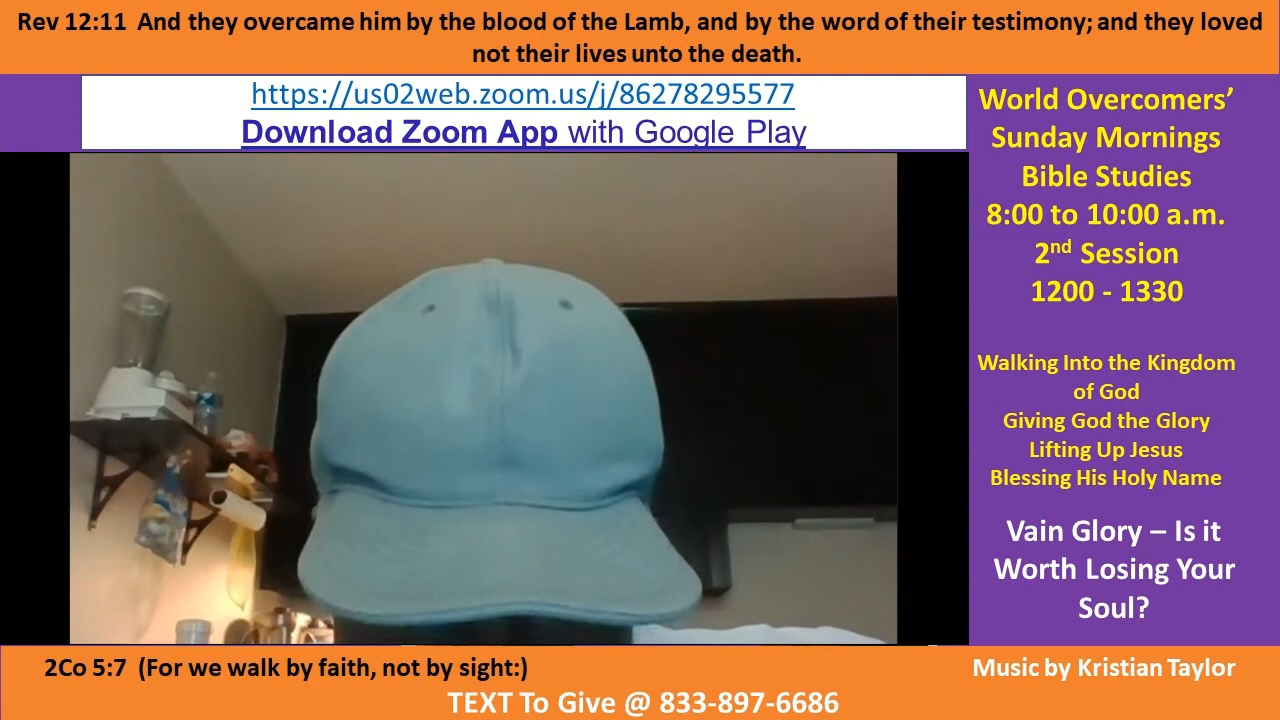 Rev 12:11  And they overcame him by the blood of the Lamb, and by the word of their testimony; and they loved
not their lives unto the death.
https://us02web.zoom.us/j/86278295577
Download Zoom App with Google Play
World Overcomers’
Sunday Mornings
Bible Studies
8:00 to 10:00 a.m.
2nd Session
1200 - 1330
Walking Into the Kingdom
of God
Giving God the Glory
Lifting Up Jesus
Blessing His Holy Name
Vain Glory – Is it
Worth Losing Your
Soul?
2Co 5:7  (For we walk by faith, not by sight:)
Music by Kristian Taylor
TEXT To Give @ 833-897-6686